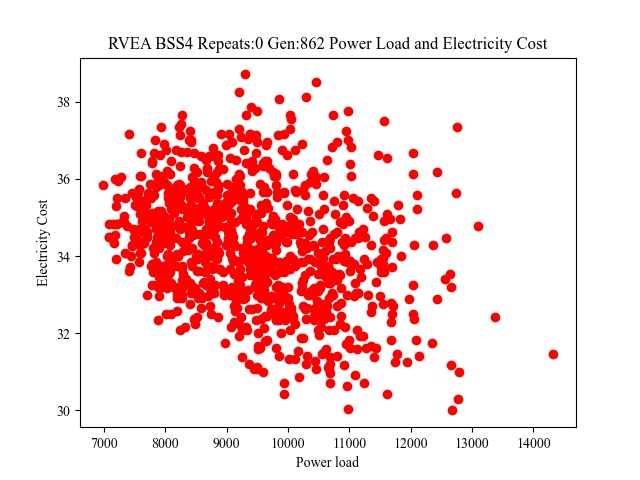 RVEA BSS4 Repeats:0 Gen:862 Power Load and Electricity Cost
38
36
34
32
30
Electricity Cost
7000 8000 9000 10000 11000 12000 13000 14000
Power load